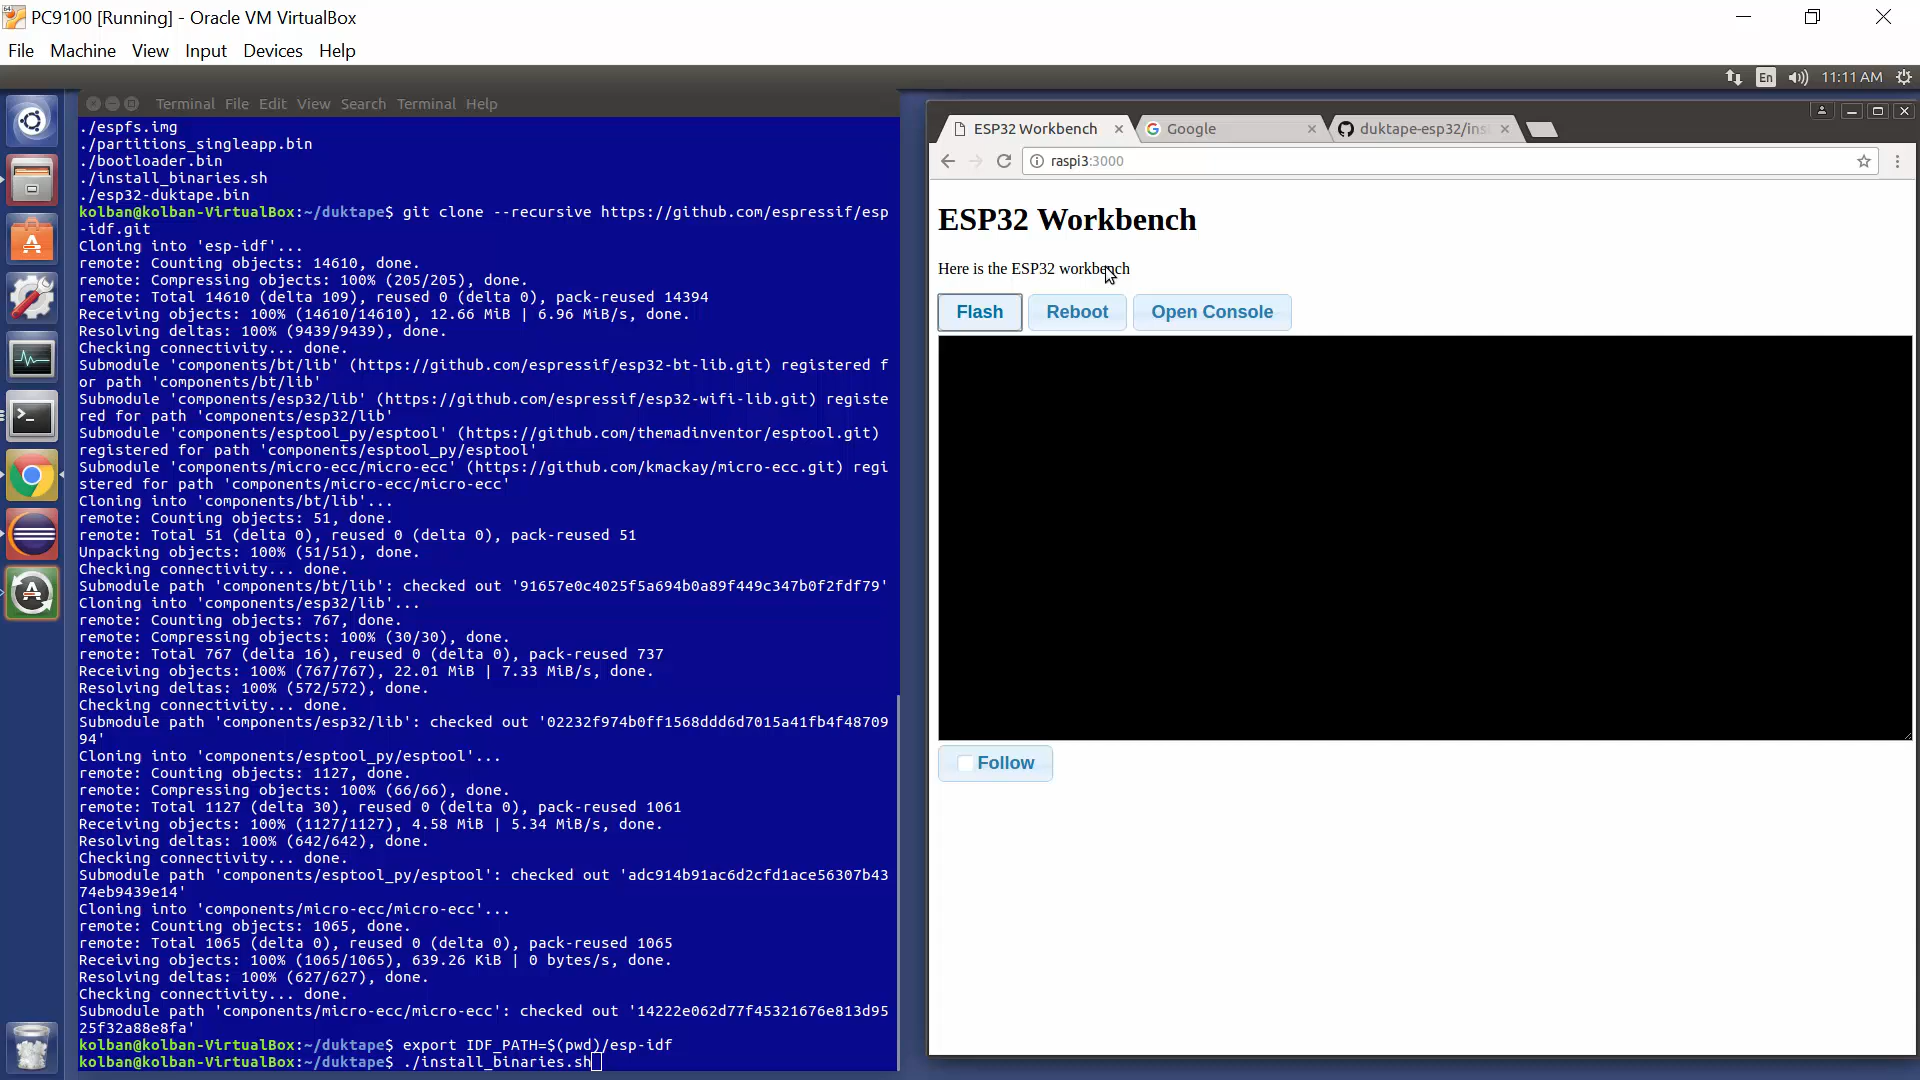 PC9100 [Running] - Oracle VM VirtualBox
File Machine View Input Devices Help
En 11:11 AM
Terminal File Edit View Search Terminal Help
./espfs.img
./partitions_singleapp.bin
./bootloader.bin
./install_binaries.sh
./esp32-duktape.bin
kolban@kolban-VirtualBox:~/duktape$ git clone --recursive https://github.com/espressif/esp
-idf.git
Cloning into 'esp-idf'...
remote: Counting objects: 14610, done.
remote: Compressing objects: 100% (205/205), done.
remote: Total 14610 (delta 109), reused 0 (delta 0), pack-reused 14394
Receiving objects: 100% (14610/14610), 12.66 MiB | 6.96 MiB/s, done.
Resolving deltas: 100% (9439/9439), done.
Checking connectivity... done.
Submodule 'components/bt/lib' (https://github.com/espressif/esp32-bt-lib.git) registered f
or path 'components/bt/lib'
Submodule 'components/esp32/lib' (https://github.com/espressif/esp32-wifi-lib.git) registe
red for path 'components/esp32/lib'
Submodule 'components/esptool_py/esptool' (https://github.com/themadinventor/esptool.git)
registered for path 'components/esptool_py/esptool'
Submodule 'components/micro-ecc/micro-ecc' (https://github.com/kmackay/micro-ecc.git) regi
stered for path 'components/micro-ecc/micro-ecc'
Cloning into 'components/bt/lib'...
remote: Counting objects: 51, done.
remote: Total 51 (delta 0), reused 0 (delta 0), pack-reused 51
Unpacking objects: 100% (51/51), done.
Checking connectivity... done.
Submodule path 'components/bt/lib': checked out '91657e0c4025f5a694b0a89f449c347b0f2fdf79'
Cloning into 'components/esp32/lib'...
remote: Counting objects: 767, done.
remote: Compressing objects: 100% (30/30), done.
remote: Total 767 (delta 16), reused 0 (delta 0), pack-reused 737
Receiving objects: 100% (767/767), 22.01 MiB | 7.33 MiB/s, done.
Resolving deltas: 100% (572/572), done.
Checking connectivity... done.
Submodule path 'components/esp32/lib': checked out '02232f974b0ff1568ddd6d7015a41fb4f48709
94'
Cloning into 'components/esptool_py/esptool'...
remote: Counting objects: 1127, done.
remote: Compressing objects: 100% (66/66), done.
remote: Total 1127 (delta 30), reused 0 (delta 0), pack-reused 1061
Receiving objects: 100% (1127/1127), 4.58 MiB | 5.34 MiB/s, done.
Resolving deltas: 100% (642/642), done.
Checking connectivity... done.
Submodule path 'components/esptool_py/esptool': checked out 'adc914b91ac6d2cfd1ace56307b43
74eb9439e14'
Cloning into 'components/micro-ecc/micro-ecc'...
remote: Counting objects: 1065, done.
remote: Total 1065 (delta 0), reused 0 (delta 0), pack-reused 1065
Receiving objects: 100% (1065/1065), 639.26 KiB | 0 bytes/s, done.
Resolving deltas: 100% (627/627), done.
Checking connectivity... done.
Submodule path 'components/micro-ecc/micro-ecc': checked out '14222e062d77f45321676e813d95
25f32a88e8fa'
kolban@kolban-VirtualBox:~/duktape$ export IDF_PATH=$(pwd)/esp-idf
kolban@kolban-VirtualBox:~/duktape$ ./install_binaries.sh
ESP32 Workbench Google duktape-esp32/ins
raspi3:3000
ESP32 Workbench
Here is the ESP32 workbench
Flash Reboot Open Console
Follow